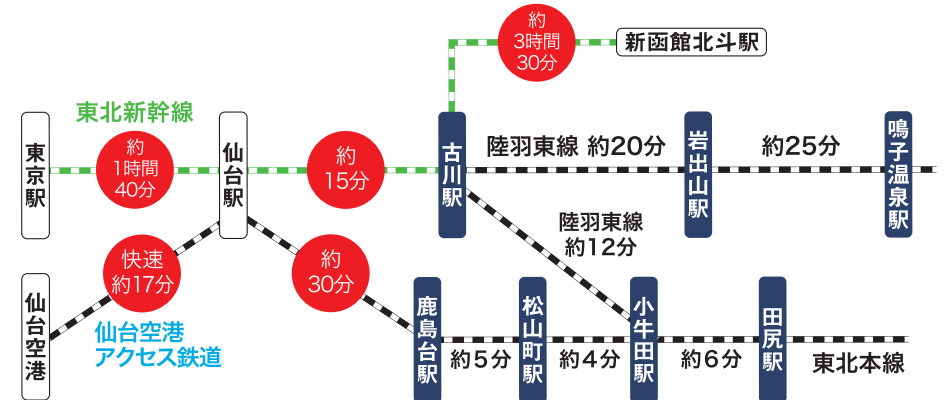 約
3時間
30分
新函館北斗駅
東北新幹線
東京駅
約
1時間
40分
仙台駅
約
15分
古川駅
陸羽東線 約20分
岩出山駅
約25分
鳴子温泉駅
陸羽東線
約12分
快速
約17分
約
30分
仙台空港
仙台空港
アクセス鉄道
鹿島台駅
約5分
松山町駅
約4分
小牛田駅
約6分
田尻駅
東北本線